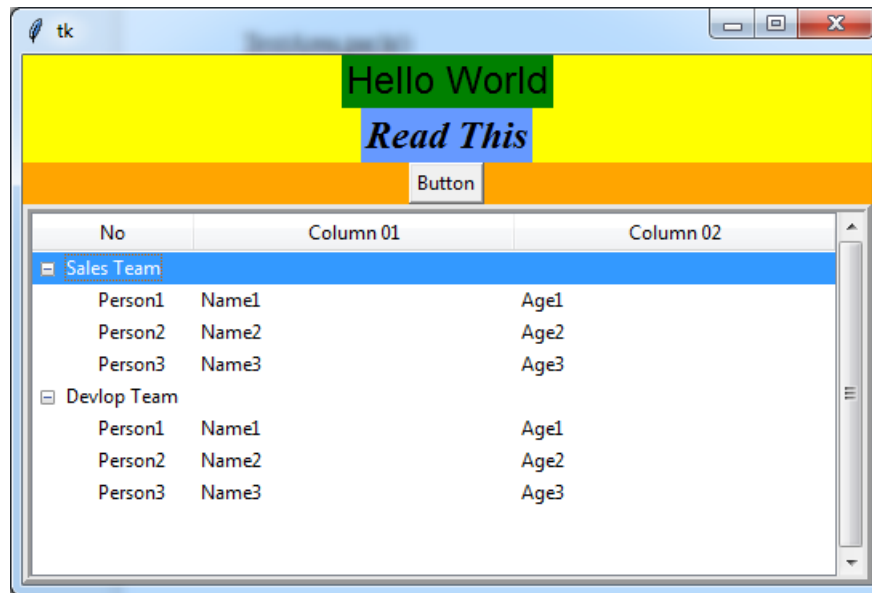 tk
Hello World
Read This
Button
No Column 01 Column 02
Sales Team
Person1 Name1 Age1
Person2 Name2 Age2
Person3 Name3 Age3
Devlop Team
Person1 Name1 Age1
Person2 Name2 Age2
Person3 Name3 Age3